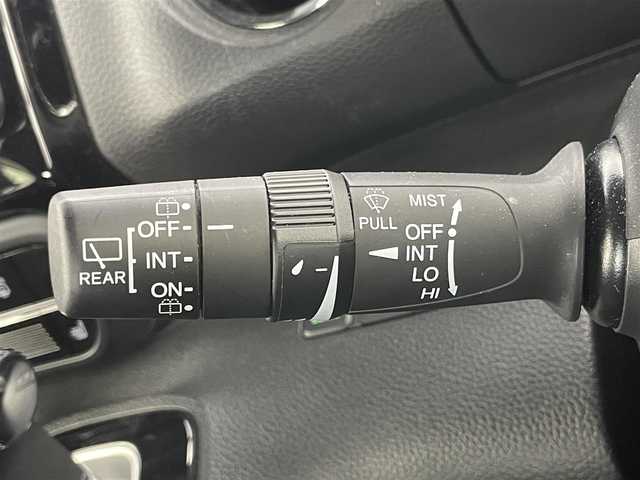 OFF
REAR
INT
ON
PULL
MIST
OFF
INT
LO
HI